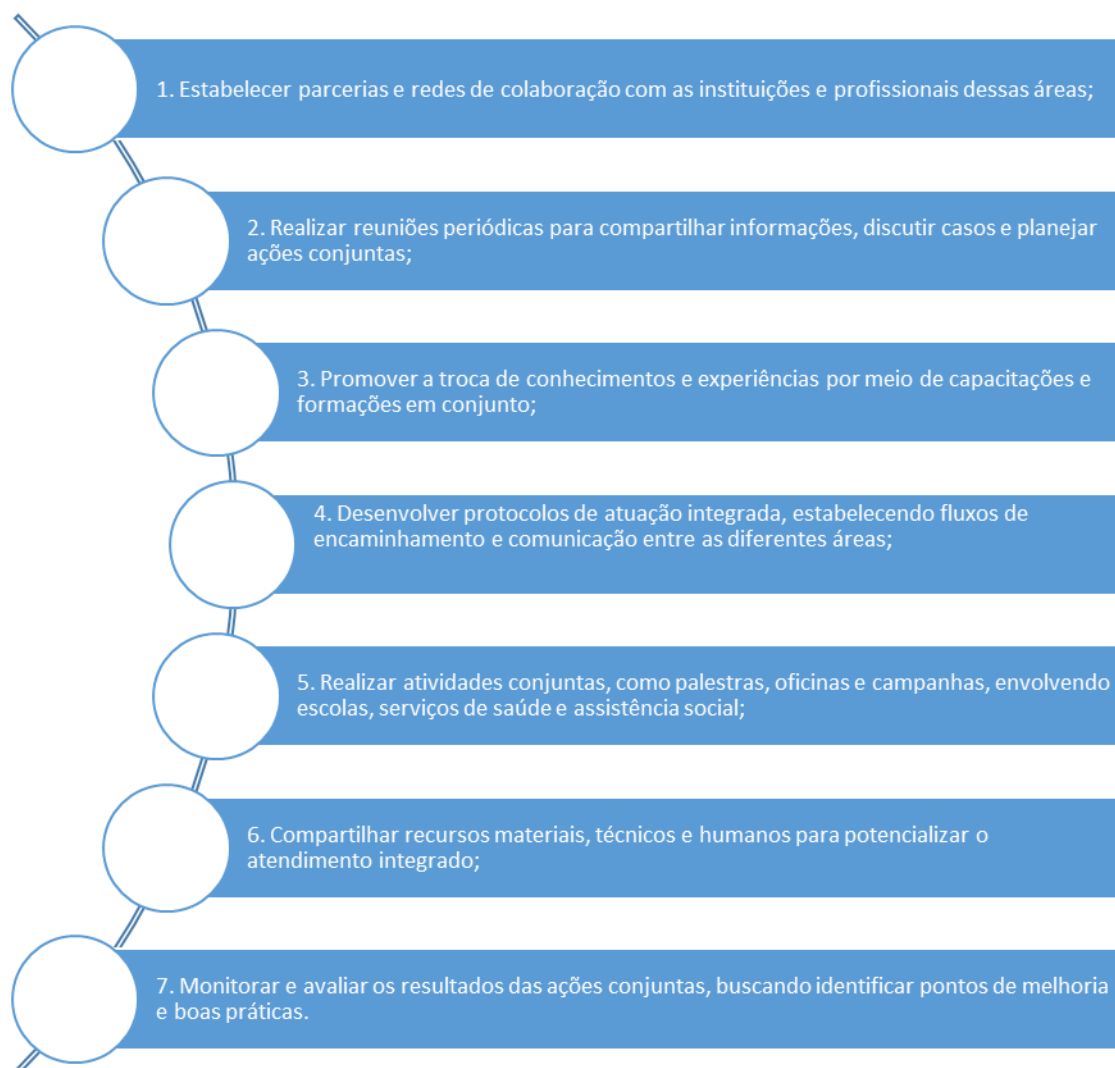 1. Estabelecer parcerias e redes de colaboração com as instituições e profissionais dessas áreas;
2. Realizar reuniões periódicas para compartilhar informações, discutir casos e planejar
ações conjuntas;
3. Promover a troca de conhecimentos e experiências por meio de capacitações e
formações em conjunto;
4. Desenvolver protocolos de atuação integrada, estabelecendo fluxos de
encaminhamento e comunicação entre as diferentes áreas;
5. Realizar atividades conjuntas, como palestras, oficinas e campanhas, envolvendo
escolas, serviços de saúde e assistência social;
6. Compartilhar recursos materiais, técnicos e humanos para potencializar o
atendimento integrado;
7. Monitorar e avaliar os resultados das ações conjuntas, buscando identificar pontos de melhoria
e boas práticas.